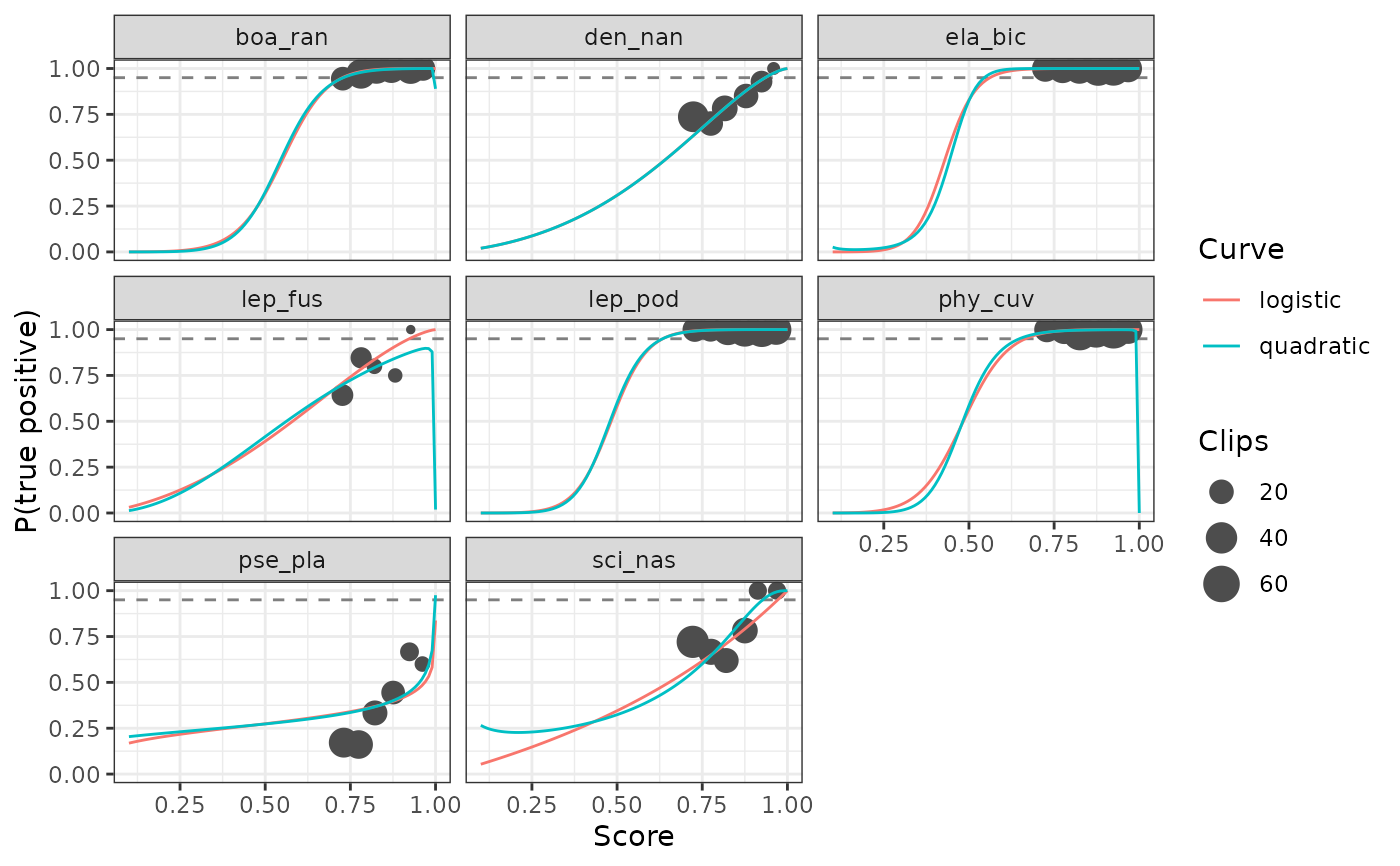 boa_ran den_nan ela_bic
1.00
0.75
0.50
0.25
0.00
lep_fus lep_pod phy_cuv
1.00
0.75
0.50
0.25
0.00
0.25 0.50 0.75 1.00
pse_pla sci_nas
1.00
0.75
0.50
0.25
0.00
0.25 0.50 0.75 1.00 0.25 0.50 0.75 1.00
Score
P(true positive)
Curve
logistic
quadratic
Clips
20
40
60